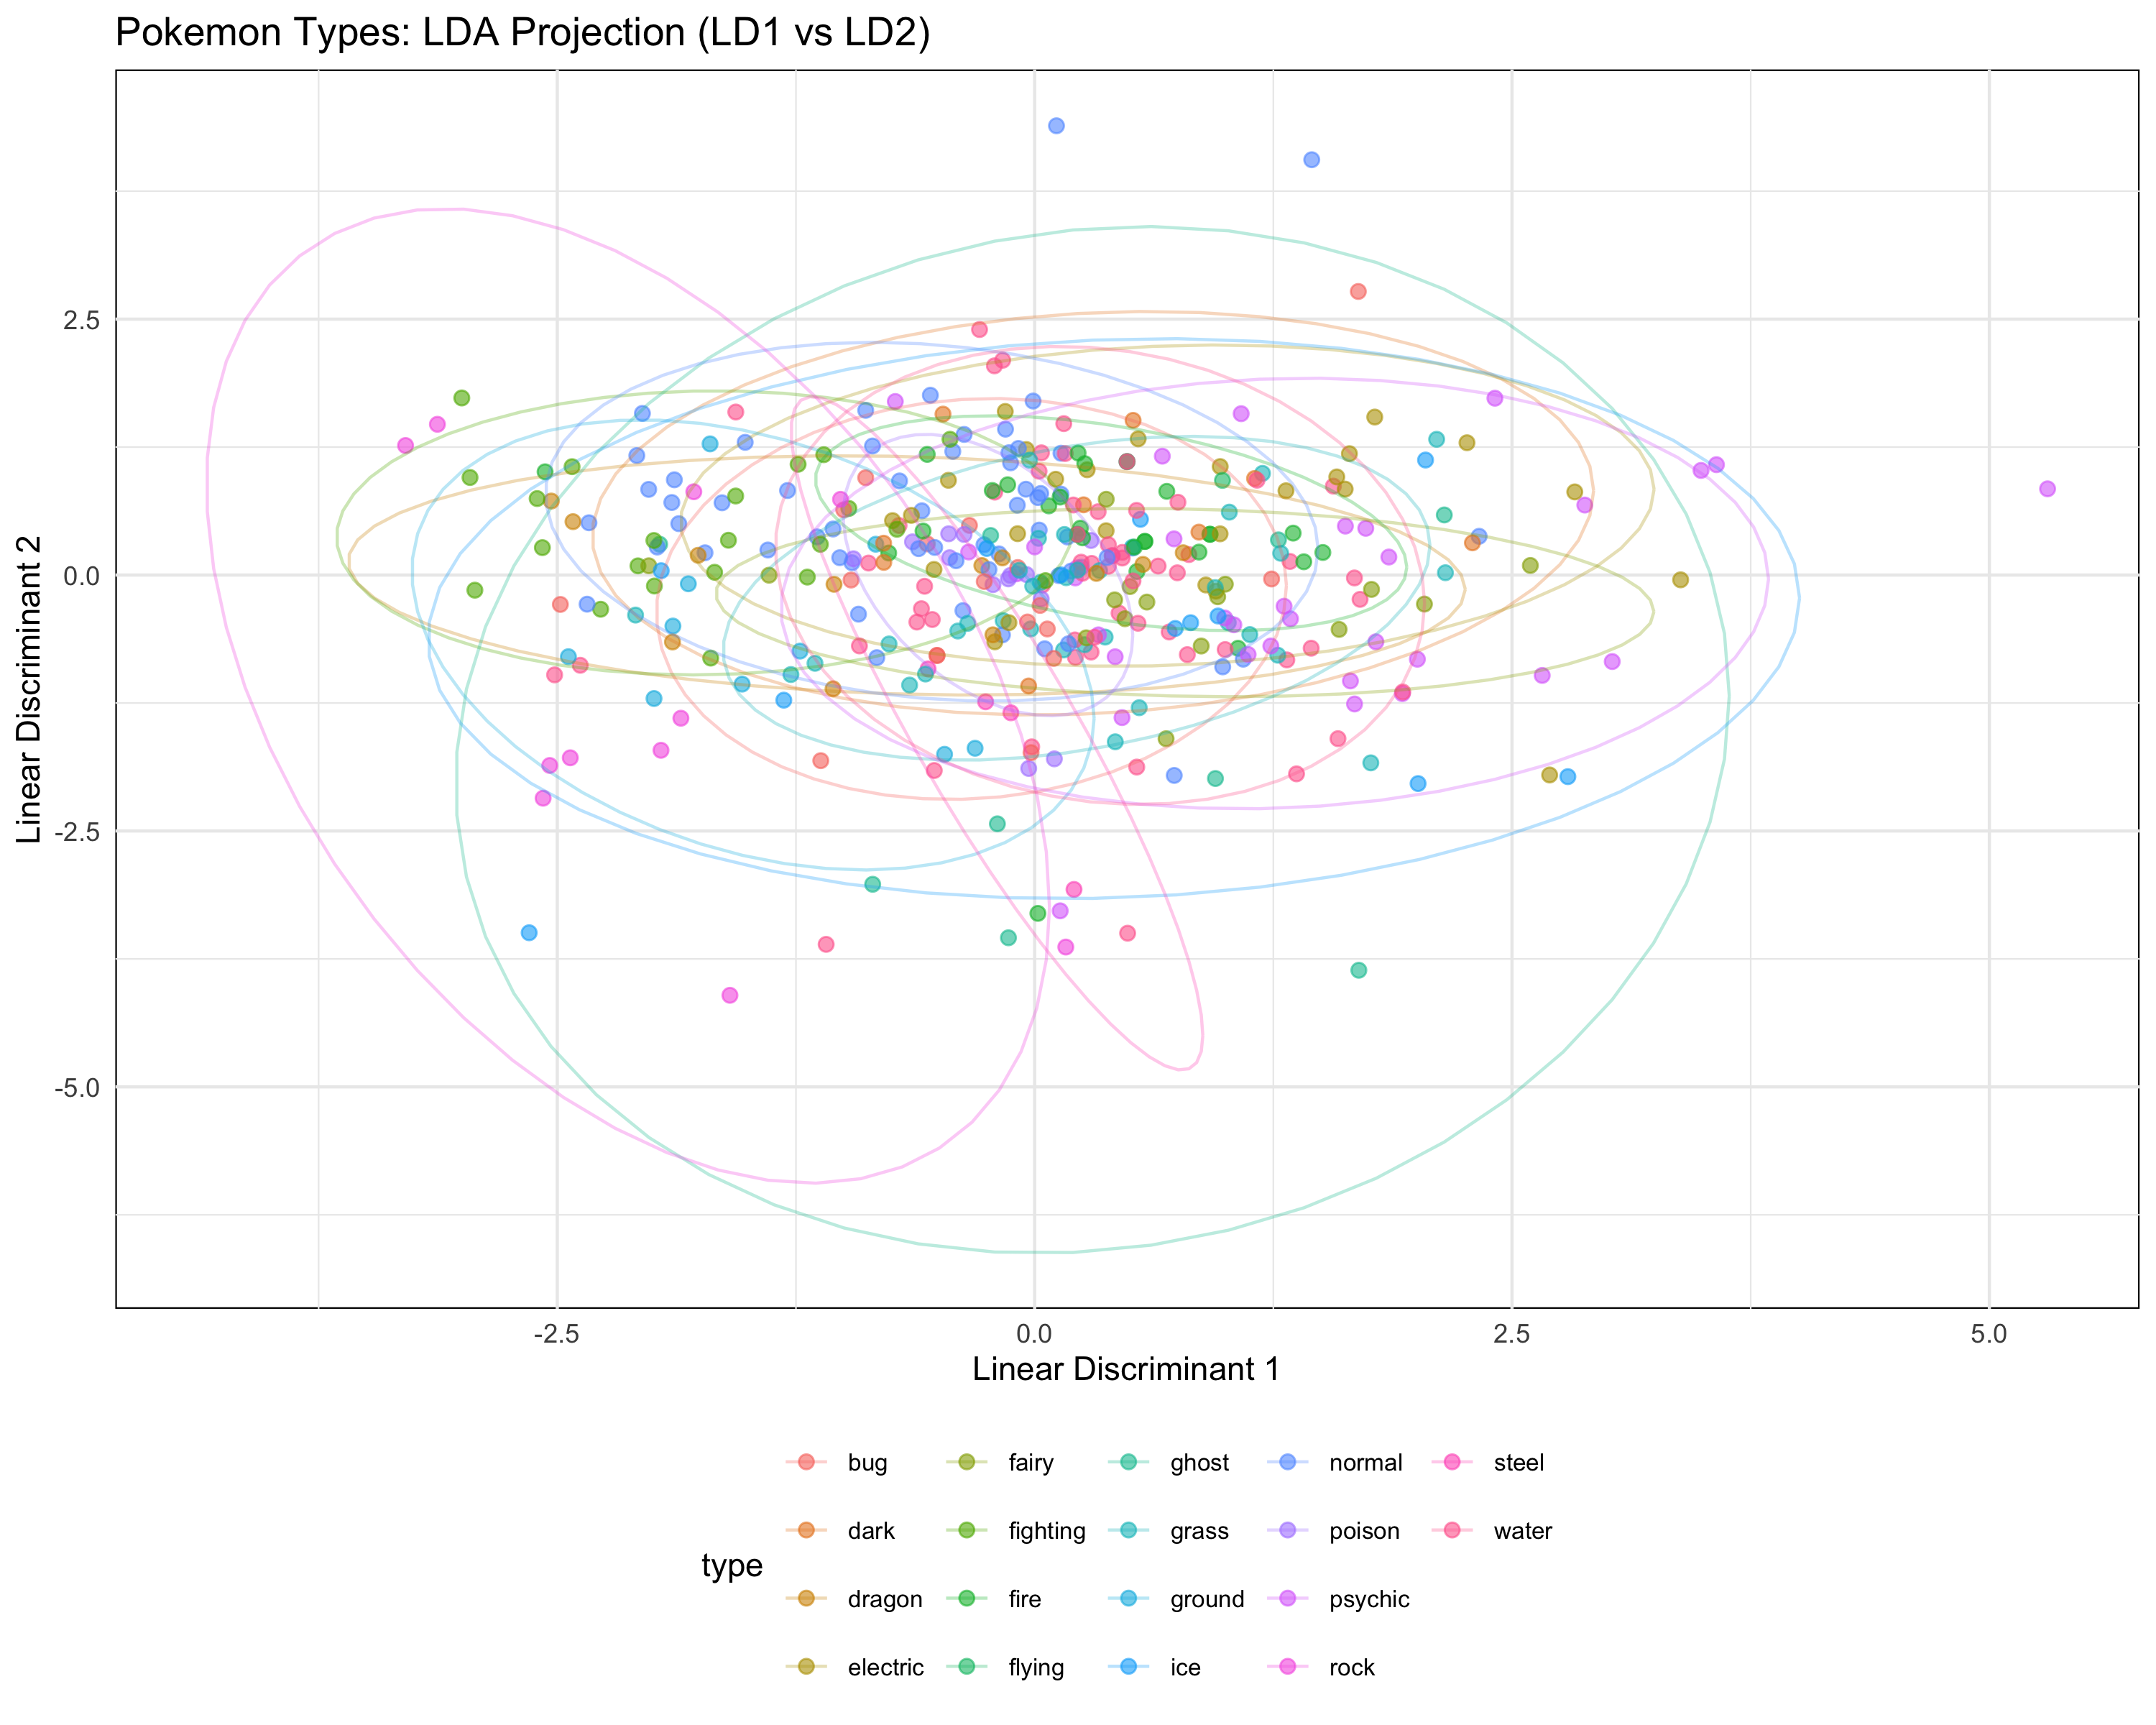 Pokemon Types: LDA Projection (LD1 vs LD2)
Linear Discriminant 2
2.5
0.0
-2.5
-5.0
-2.5 0.0 2.5 5.0
Linear Discriminant 1
type
bug fairy ghost normal steel
dark fighting grass poison water
dragon fire ground psychic
electric flying ice rock